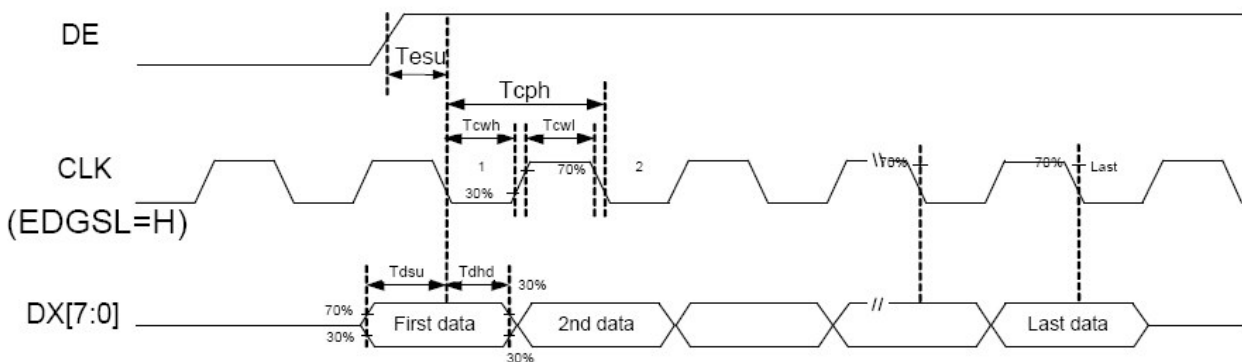 DE
Tesu
Tcph
Tcwh
Tcwl
CLK
1
70%
2
\\
70%
70%
Last
30%
(EDGSL=H)
Tdsu
Tdhd
30%
DX[7:0]
70%
First data
2nd data
//
Last data
30%
30%